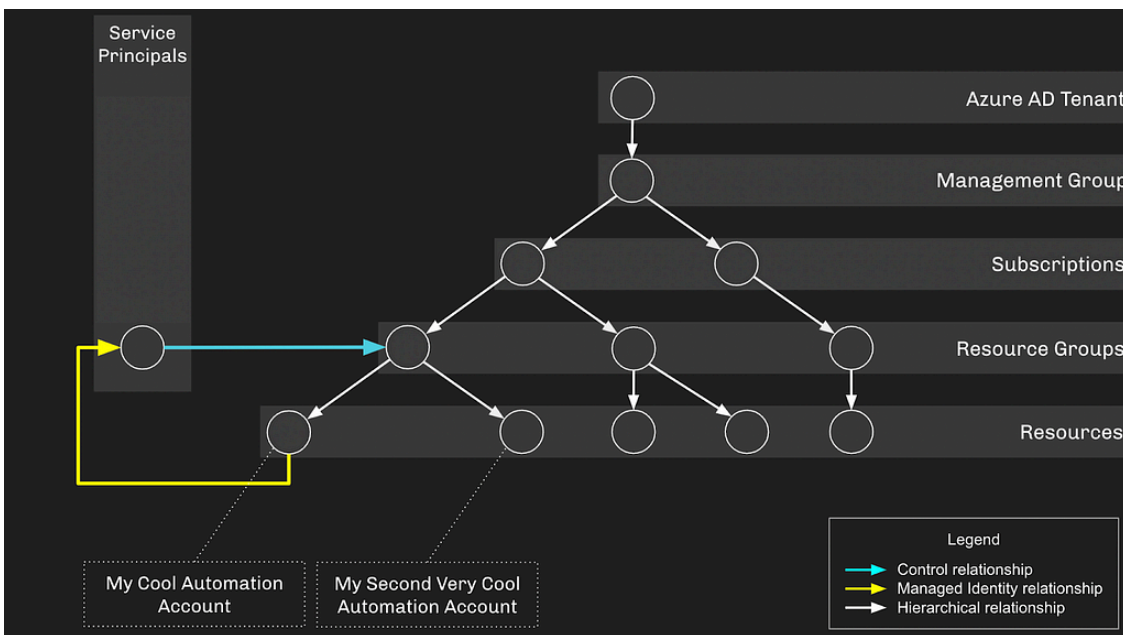 Service
Principals
Azure AD Tenant
Management Group
Subscriptions
Resource Groups
Resources
My Cool Automation
Account
My Second Very Cool
Automation Account
Legend
Control relationship
Managed Identity relationship
Hierarchical relationship